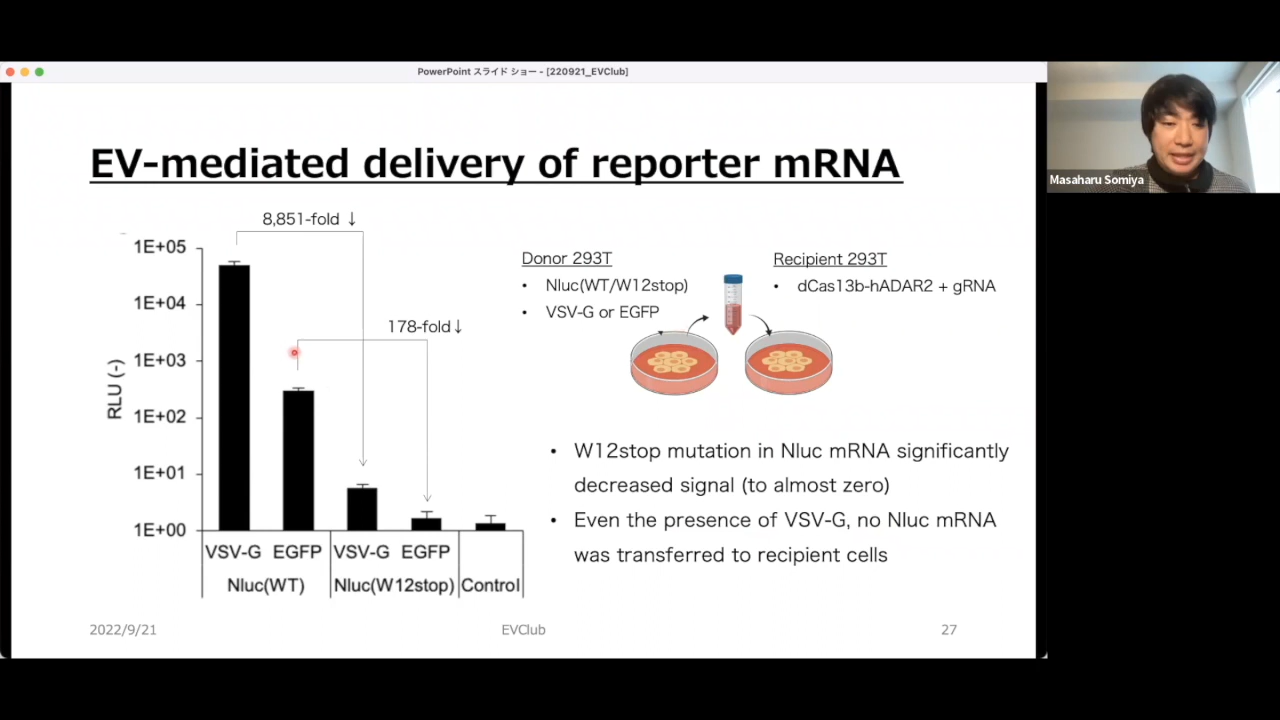 PowerPoint スライド ショー - [220921_EVClub]
EV-mediated delivery of reporter mRNA
8,851-fold ↓
178-fold↓
RLU (-)
1E+05
1E+04
1E+03
1E+02
1E+01
1E+00
VSV-G EGFP VSV-G EGFP
Nluc(WT) Nluc(W12stop) Control
Donor 293T
• Nluc(WT/W12stop)
• VSV-G or EGFP
Recipient 293T
• dCas13b-hADAR2 + gRNA
• W12stop mutation in Nluc mRNA significantly
decreased signal (to almost zero)
• Even the presence of VSV-G, no Nluc mRNA
was transferred to recipient cells
2022/9/21
EVClub
27
Masaharu Somiya